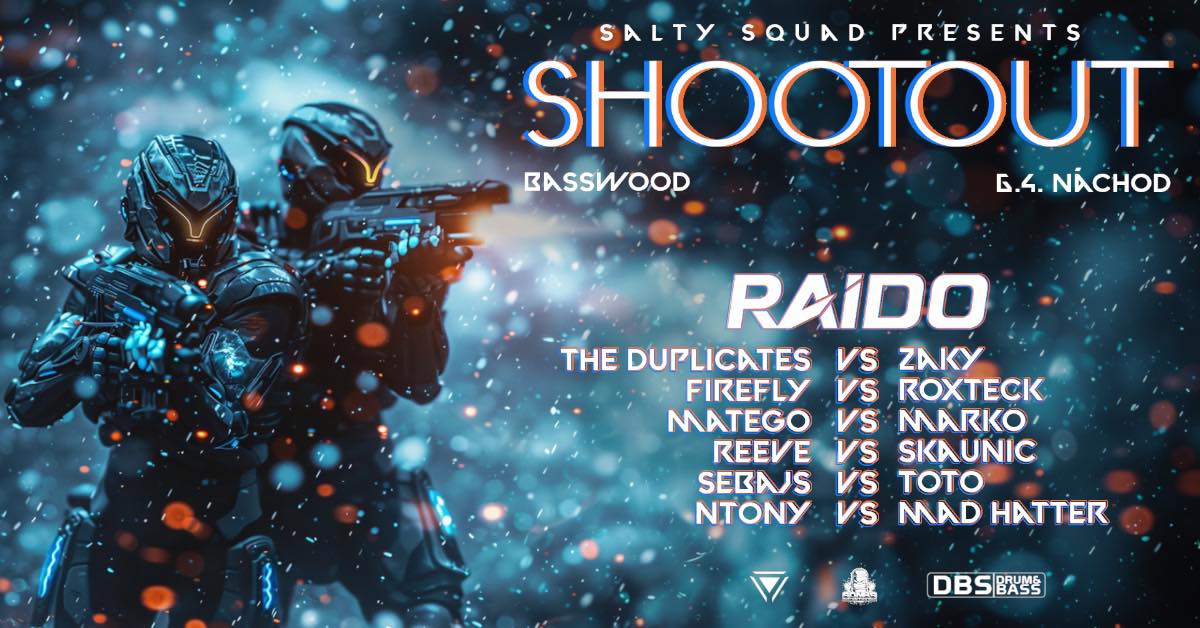 SALTY SQUAD PRESENTS
SHOOTOUT
BASSWOOD
6.4. NÁCHOD
RAIDO
THE DUPLICATES VS ZAKY
FIREFLY VS ROXTECK
MATEGO VS MARKO
REEVE VS SKAUNIC
SEBAJS VS TOTO
NTONY VS MAD HATTER
DBS DRUM& BASS